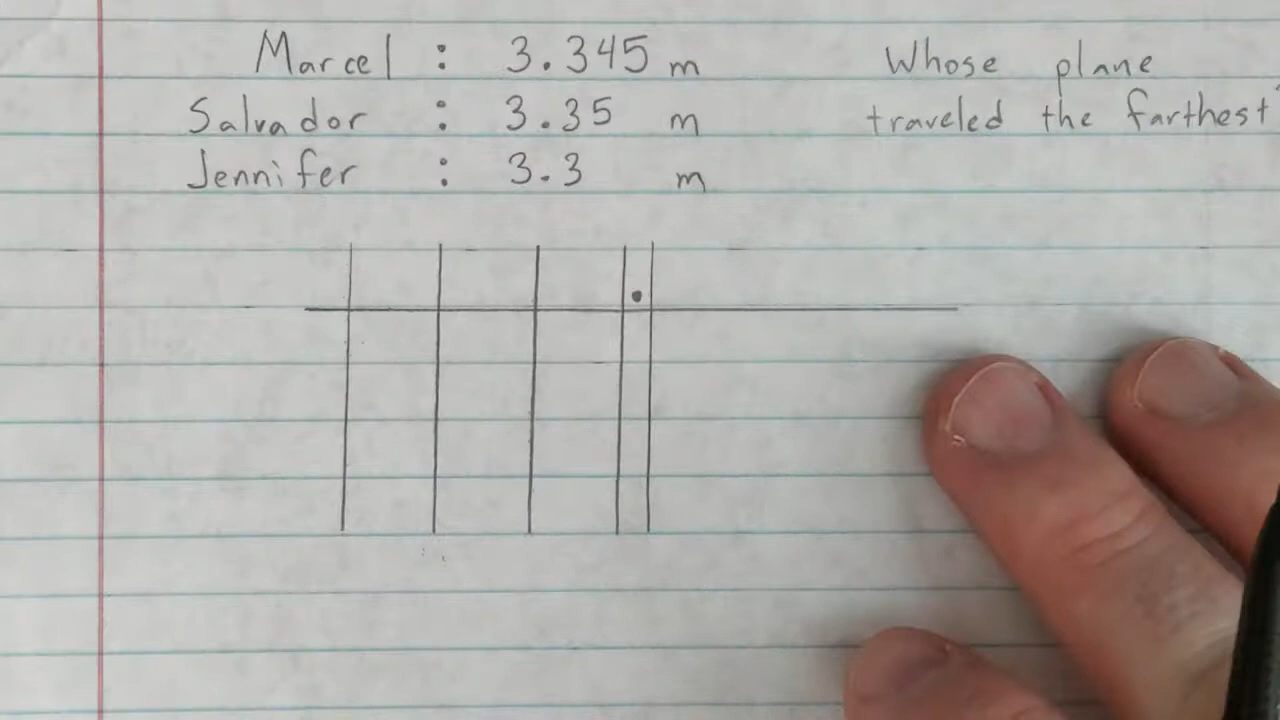 Marcel : 3.345 m
Salvador : 3.35 m
Jennifer : 3.3 m
Whose plane
traveled the farthest
.